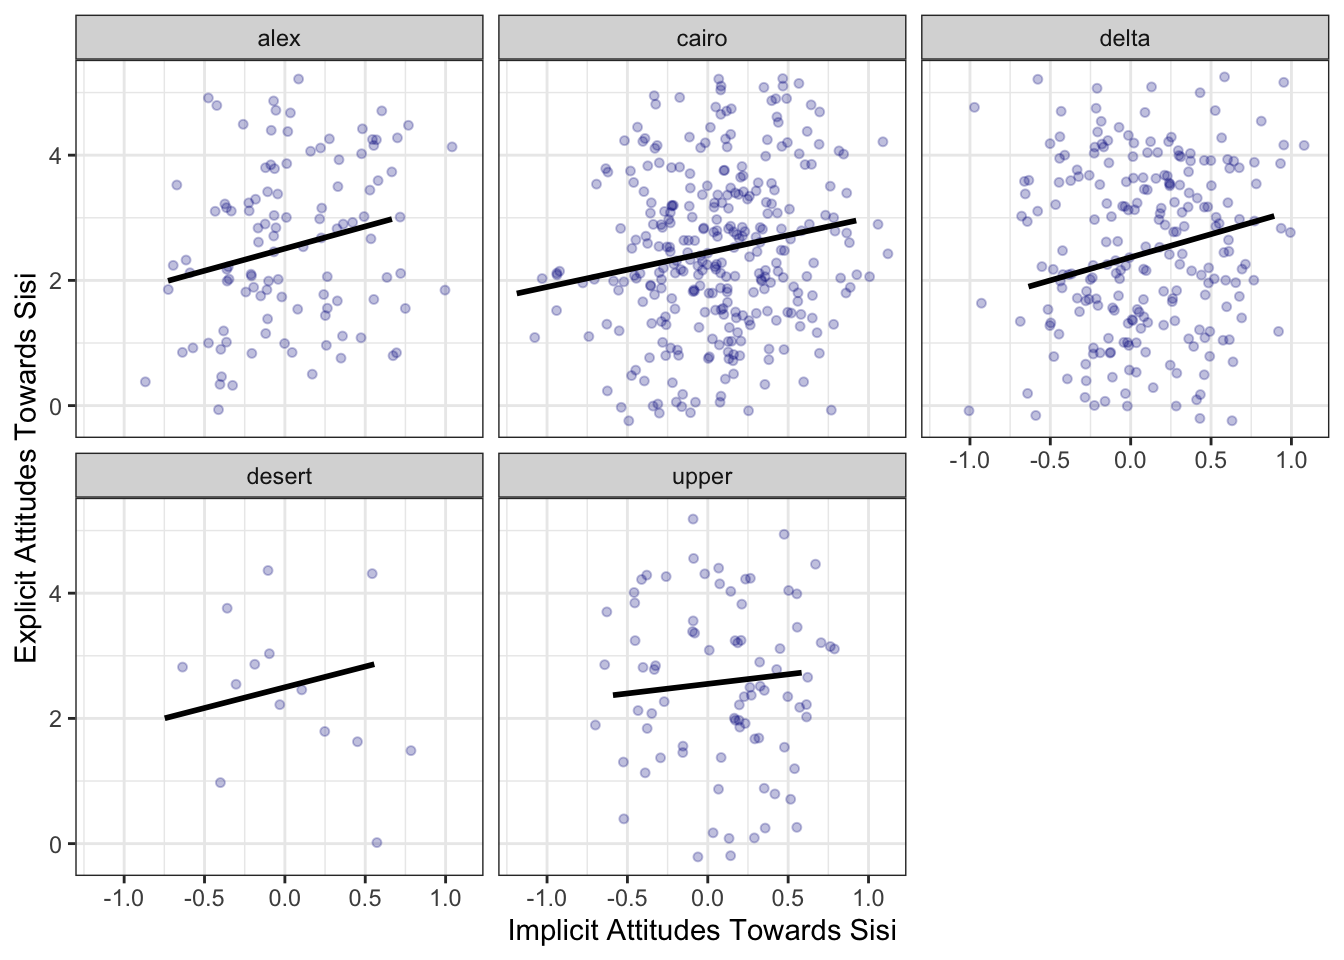 alex
cairo
delta
4
2
0
-1.0 -0.5 0.0 0.5 1.0
desert
upper
4
2
0
-1.0 -0.5 0.0 0.5 1.0
-1.0 -0.5 0.0 0.5 1.0
Explicit Attitudes Towards Sisi
Implicit Attitudes Towards Sisi